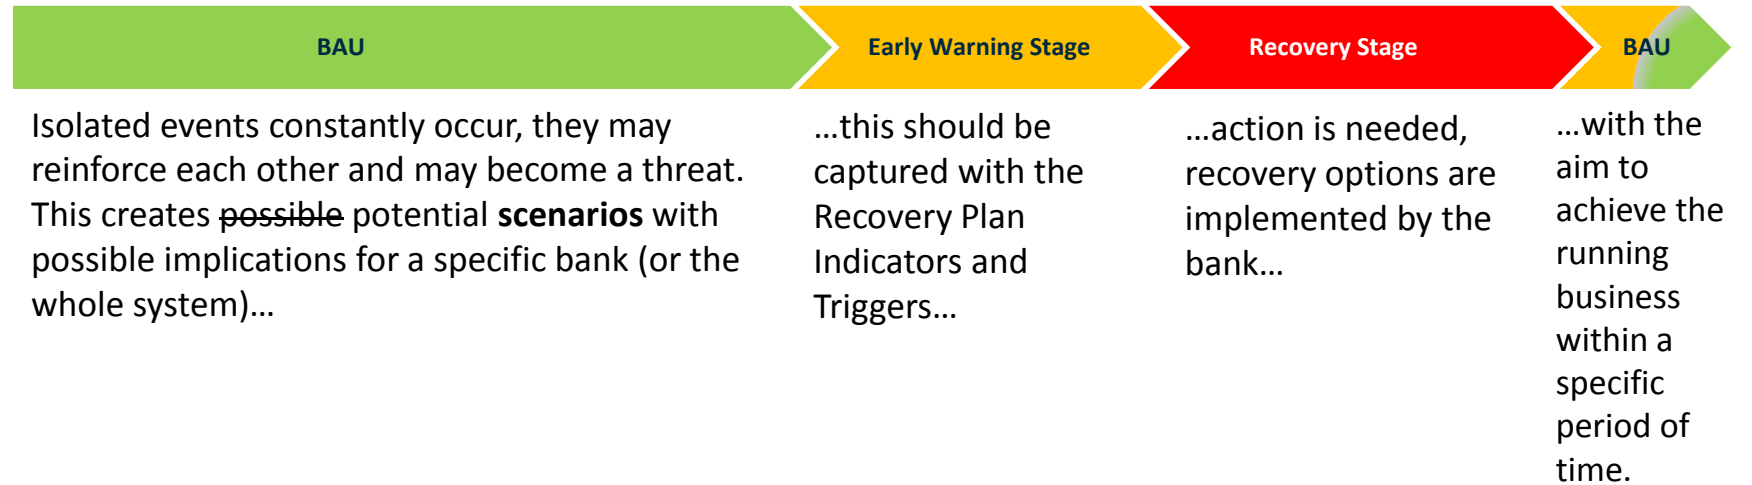 BAU
Early Warning Stage
Recovery Stage
BAU
Isolated events constantly occur, they may
reinforce each other and may become a threat.
This creates possible potential scenarios with
possible implications for a specific bank (or the
whole system)…
…this should be
captured with the
Recovery Plan
Indicators and
Triggers…
…action is needed,
recovery options are
implemented by the
bank…
…with the
aim to
achieve the
running
business
within a
specific
period of
time.